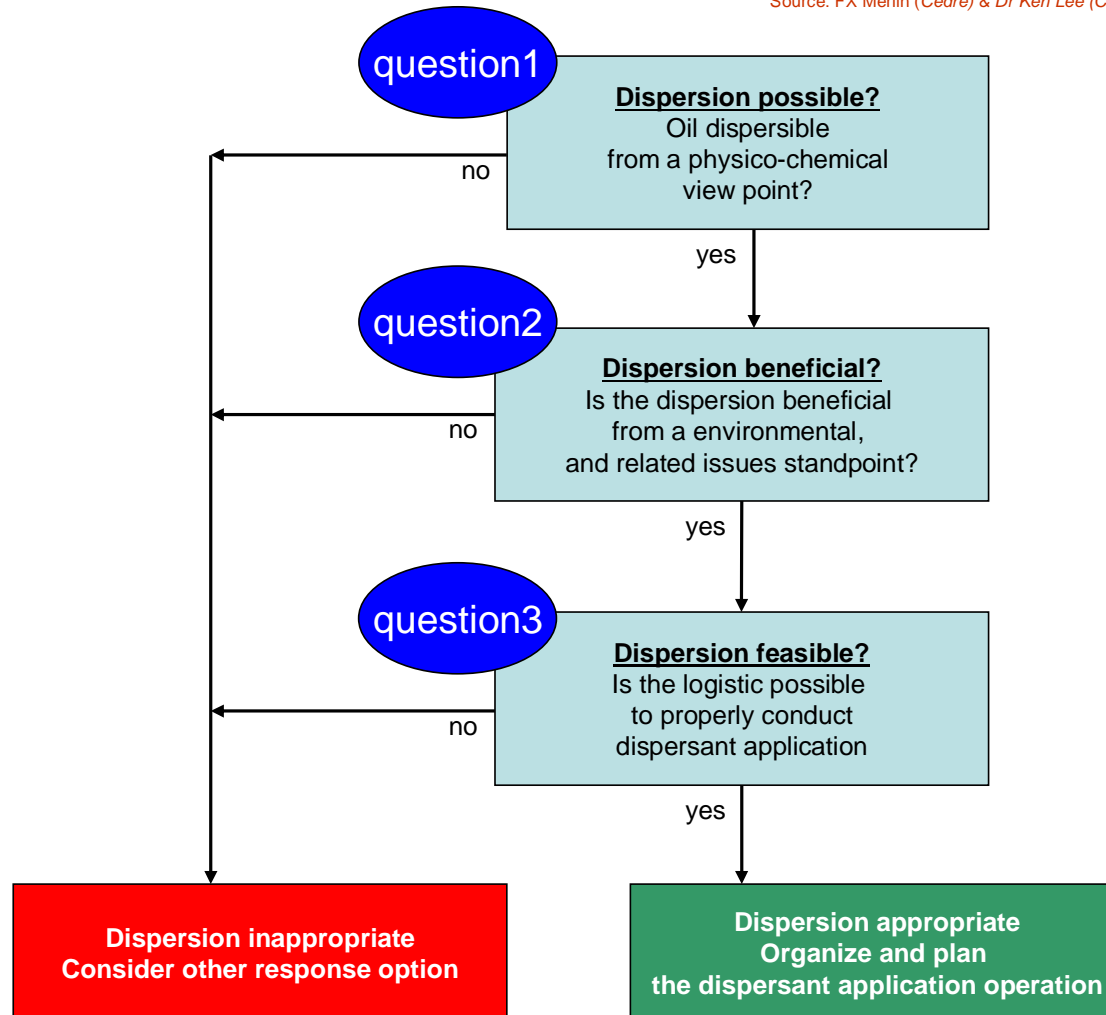 Source: FX Merlin (Cedre) & Dr Ken Lee (C
question1
Dispersion possible?
Oil dispersible
from a physico-chemical
view point?
no
yes
question2
Dispersion beneficial?
Is the dispersion beneficial
from a environmental,
and related issues standpoint?
no
yes
question3
Dispersion feasible?
Is the logistic possible
to properly conduct
dispersant application
no
yes
Dispersion inappropriate
Consider other response option
Dispersion appropriate
Organize and plan
the dispersant application operation